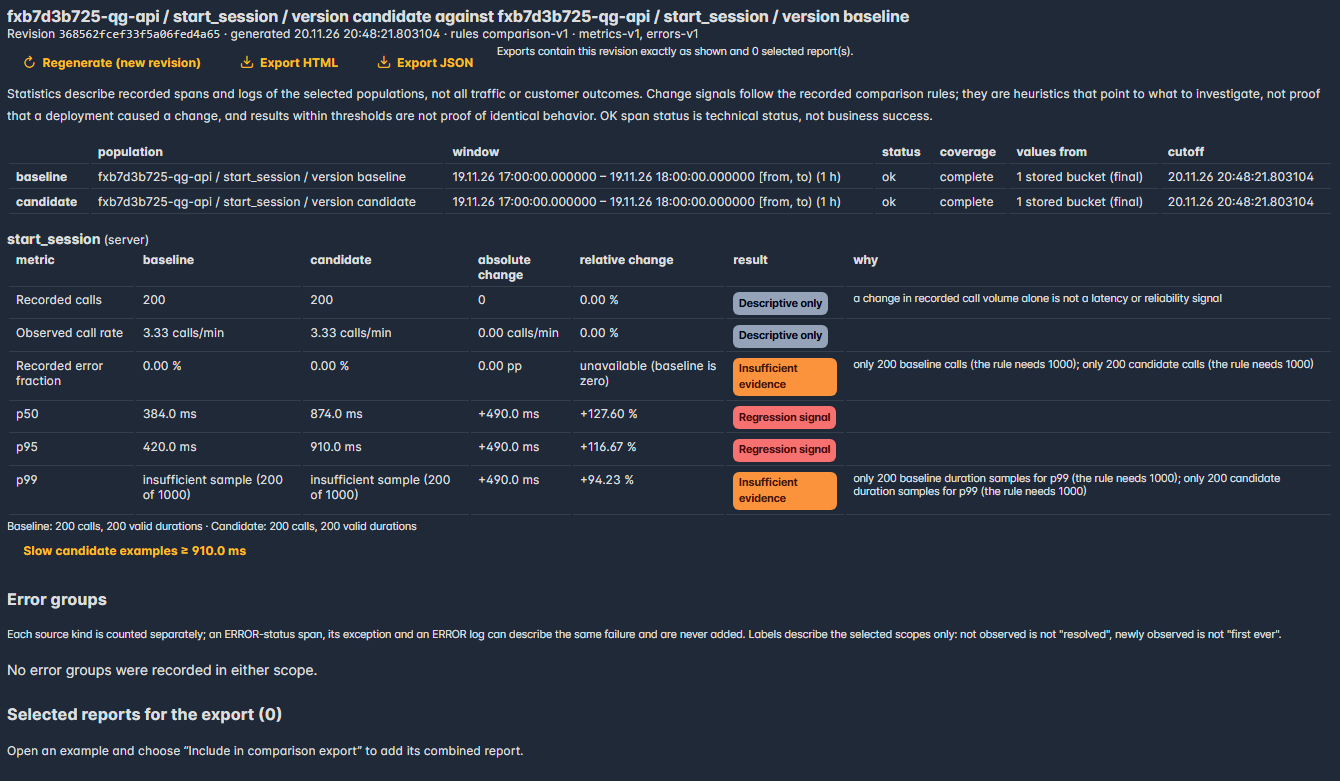 fxb7d3b725-qg-api / start_session / version candidate against fxb7d3b725-qg-api / start_session / version baseline
Revision 368562fcef33f5a06fed4a65 · generated 20.11.26 20:48:21.803104 · rules comparison-v1 · metrics-v1, errors-v1
Regenerate (new revision) Export HTML Export JSON Exports contain this revision exactly as shown and 0 selected report(s).
Statistics describe recorded spans and logs of the selected populations, not all traffic or customer outcomes. Change signals follow the recorded comparison rules; they are heuristics that point to what to investigate, not proof
that a deployment caused a change, and results within thresholds are not proof of identical behavior. OK span status is technical status, not business success.
population window status coverage values from cutoff
baseline fxb7d3b725-qg-api / start_session / version baseline 19.11.26 17:00:00.000000 – 19.11.26 18:00:00.000000 [from, to) (1 h) ok complete 1 stored bucket (final) 20.11.26 20:48:21.803104
candidate fxb7d3b725-qg-api / start_session / version candidate 19.11.26 17:00:00.000000 – 19.11.26 18:00:00.000000 [from, to) (1 h) ok complete 1 stored bucket (final) 20.11.26 20:48:21.803104
start_session (server)
metric baseline candidate absolute change relative change result why
Recorded calls 200 200 0 0.00 % Descriptive only a change in recorded call volume alone is not a latency or reliability signal
Observed call rate 3.33 calls/min 3.33 calls/min 0.00 calls/min 0.00 % Descriptive only
Recorded error fraction 0.00 % 0.00 % 0.00 pp unavailable (baseline is zero) Insufficient evidence only 200 baseline calls (the rule needs 1000); only 200 candidate calls (the rule needs 1000)
p50 384.0 ms 874.0 ms +490.0 ms +127.60 % Regression signal
p95 420.0 ms 910.0 ms +490.0 ms +116.67 % Regression signal
p99 insufficient sample (200 of 1000) insufficient sample (200 of 1000) +490.0 ms +94.23 % Insufficient evidence only 200 baseline duration samples for p99 (the rule needs 1000); only 200 candidate duration samples for p99 (the rule needs 1000)
Baseline: 200 calls, 200 valid durations · Candidate: 200 calls, 200 valid durations
Slow candidate examples ≥ 910.0 ms
Error groups
Each source kind is counted separately; an ERROR-status span, its exception and an ERROR log can describe the same failure and are never added. Labels describe the selected scopes only: not observed is not "resolved", newly observed is not "first ever".
No error groups were recorded in either scope.
Selected reports for the export (0)
Open an example and choose “Include in comparison export” to add its combined report.